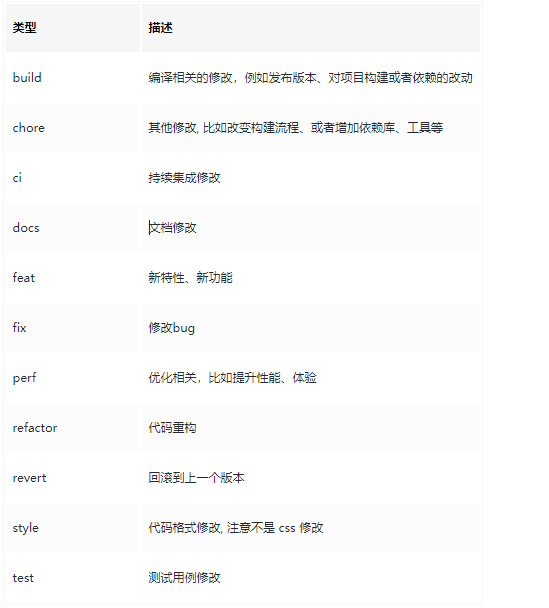 类型 描述
build 编译相关的修改，例如发布版本、对项目构建或者依赖的改动
chore 其他修改, 比如改变构建流程、或者增加依赖库、工具等
ci 持续集成修改
docs 文档修改
feat 新特性、新功能
fix 修改bug
perf 优化相关，比如提升性能、体验
refactor 代码重构
revert 回滚到上一个版本
style 代码格式修改, 注意不是 css 修改
test 测试用例修改